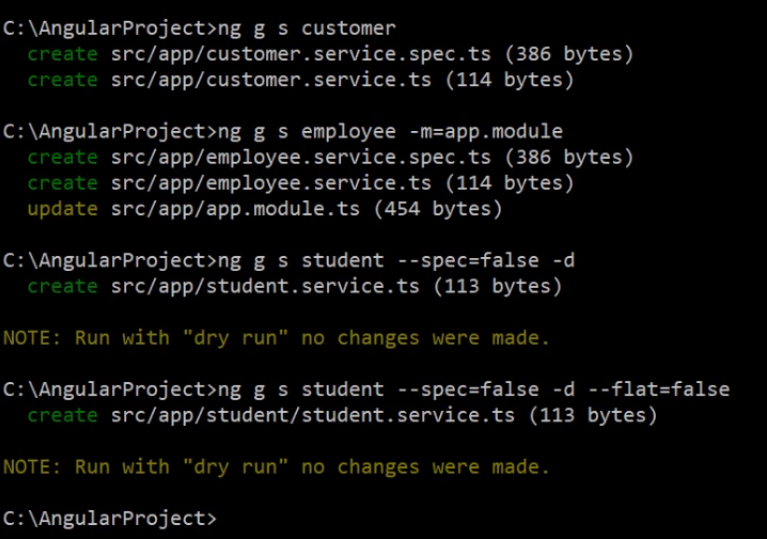 C:\AngularProject>ng g s customer
create src/app/customer.service.spec.ts (386 bytes)
create src/app/customer.service.ts (114 bytes)
C:\AngularProject>ng g s employee -m=app.module
create src/app/employee.service.spec.ts (386 bytes)
create src/app/employee.service.ts (114 bytes)
update src/app/app.module.ts (454 bytes)
C:\AngularProject>ng g s student --spec=false -d
create src/app/student.service.ts (113 bytes)
NOTE: Run with "dry run" no changes were made.
C:\AngularProject>ng g s student --spec=false -d --flat=false
create src/app/student/student.service.ts (113 bytes)
NOTE: Run with "dry run" no changes were made.
C:\AngularProject>